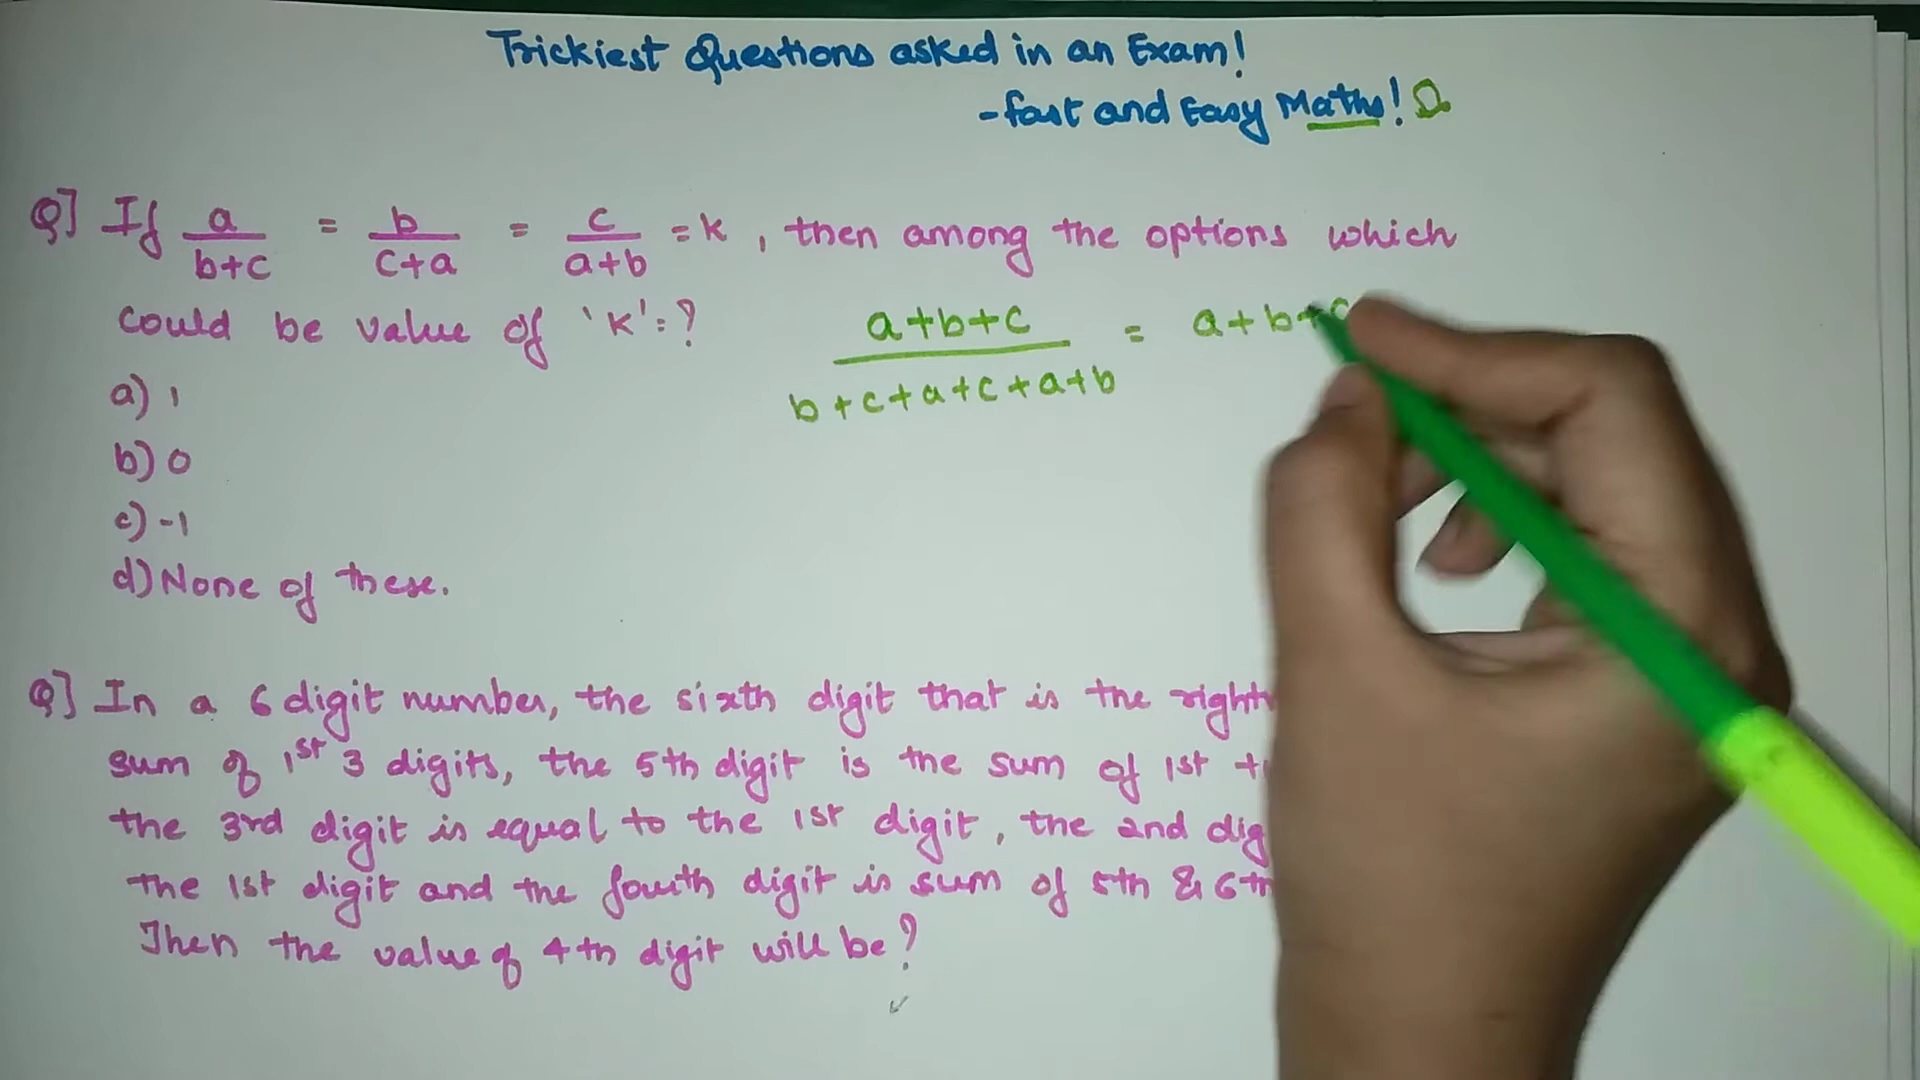 Trickiest Questions asked in an Exam!
-fast and Easy Maths!
Q] If a/(b+c) = b/(c+a) = c/(a+b) = K, then among the options which
could be value of 'K'=?
(a+b+c)/(b+c+a+c+a+b) = a+b+c
a) 1
b) 0
c) -1
d) None of these.
Q] In a 6 digit number, the sixth digit that is the
sum of 1st 3 digits, the 5th digit is the sum of 1st
the 3rd digit is equal to the 1st digit, the 2nd
the 1st digit and the fourth digit is sum of 5th & 6th
Then the value of 4th digit will be?